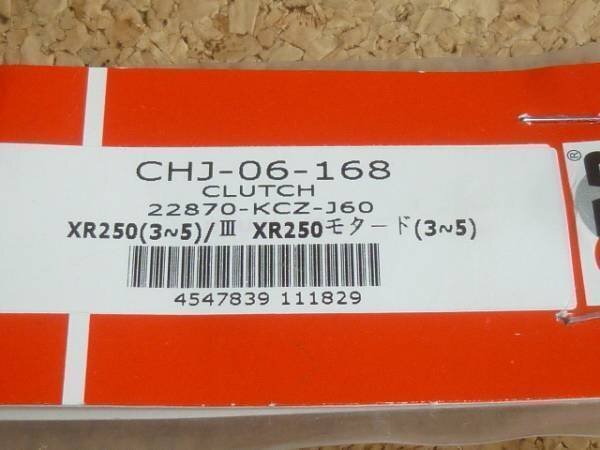 CHJ-06-168
CLUTCH
22870-KCZ-J60
XR250(3~5)/Ⅲ XR250モタード(3~5)
4547839 111829
®